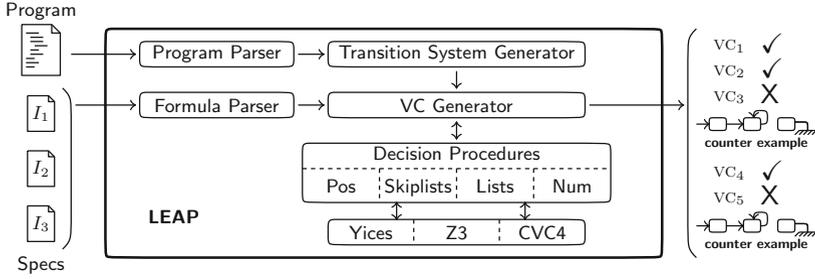 Program
Program Parser
Transition System Generator
Formula Parser
VC Generator
Decision Procedures
Pos Skiplists Lists Num
Yices Z3 CVC4
LEAP
I1
I2
I3
Specs
VC1 ✓
VC2 ✓
VC3 X
counter example
VC4 ✓
VC5 X
counter example